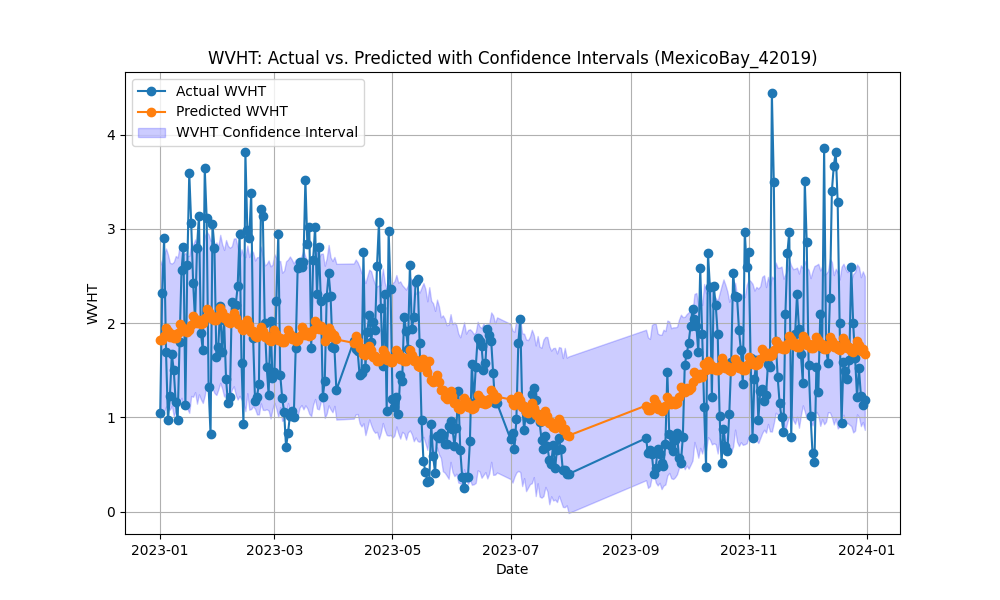 WVHT: Actual vs. Predicted with Confidence Intervals (MexicoBay_42019)
Actual WVHT
Predicted WVHT
WVHT Confidence Interval
4
3
2
1
0
WVHT
2023-01
2023-03
2023-05
2023-07
2023-09
2023-11
2024-01
Date